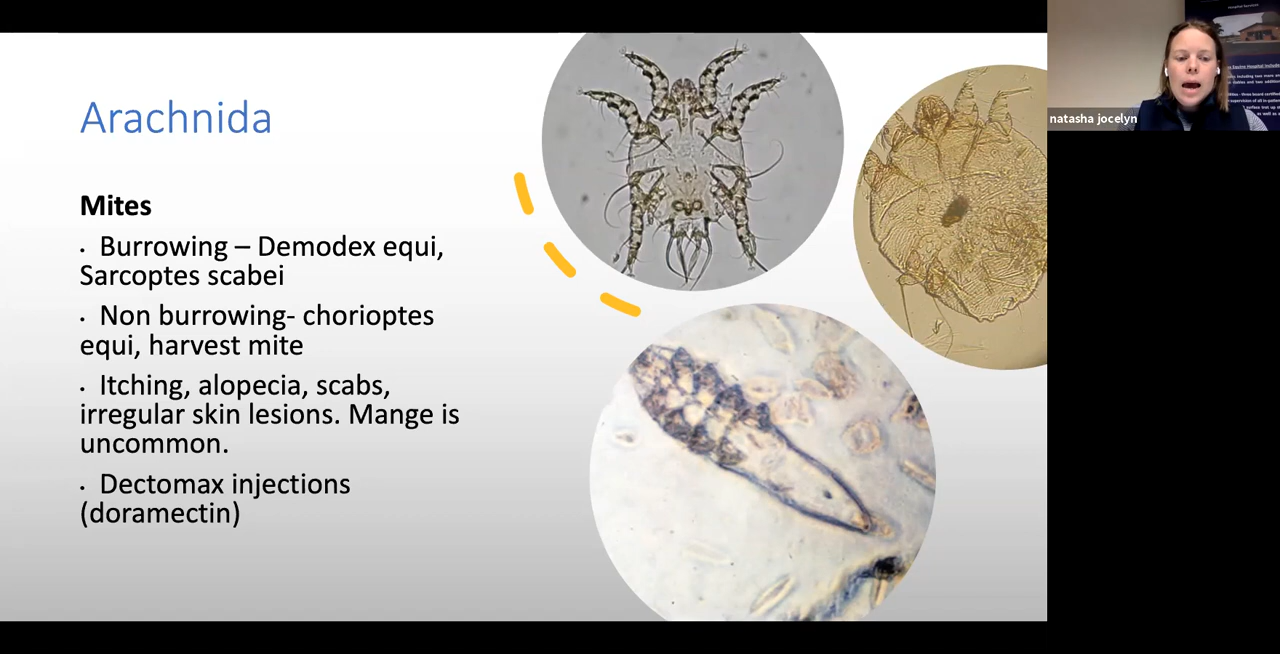 Arachnida
Mites
• Burrowing – Demodex equi,
Sarcoptes scabei
• Non burrowing- chorioptes
equi, harvest mite
• Itching, alopecia, scabs,
irregular skin lesions. Mange is
uncommon.
• Dectomax injections
(doramectin)
natasha jocelyn